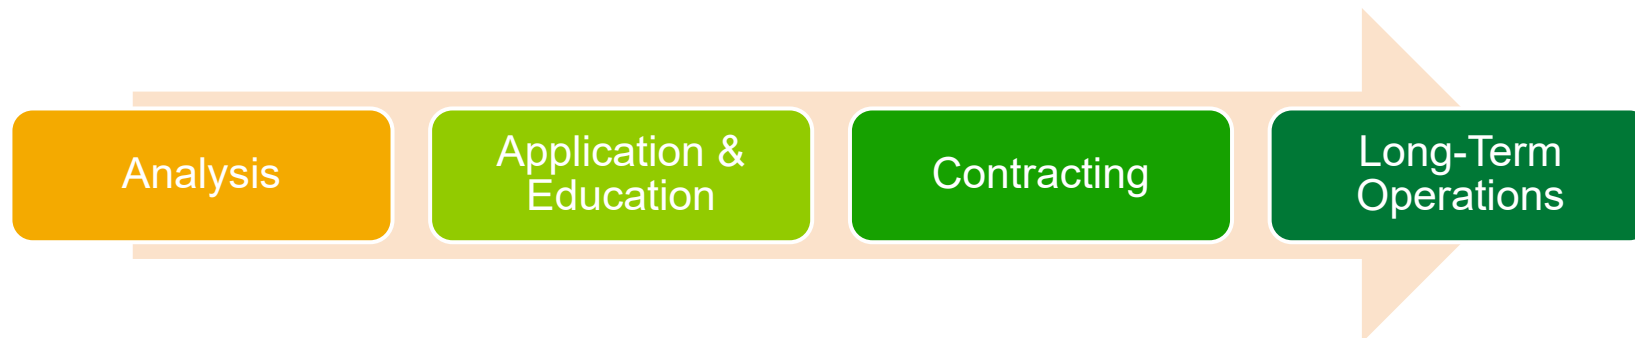 Analysis
Application &
Education
Contracting
Long-Term
Operations